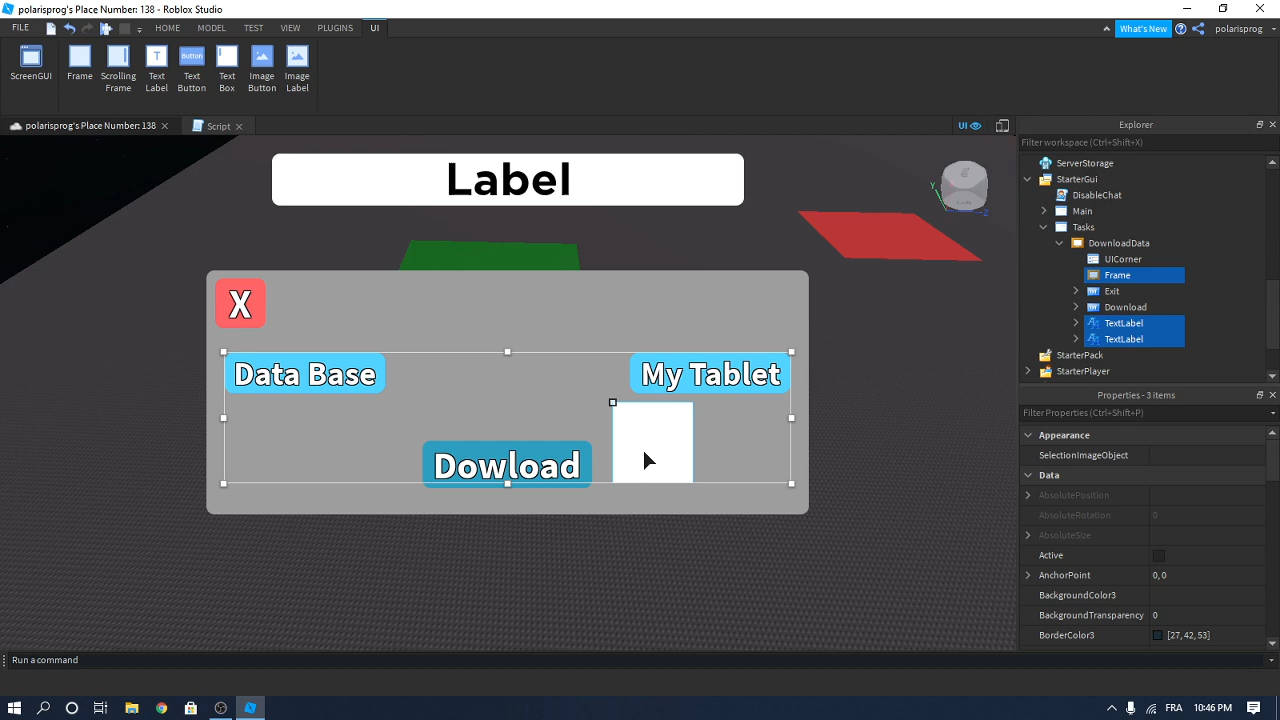 polarisprog's Place Number: 138 - Roblox Studio
FILE HOME MODEL TEST VIEW PLUGINS UI What's New polarisprog
ScreenGUI Frame Scrolling Frame Text Label Button Text Button Text Box Image Button Image Label
polarisprog's Place Number: 138 Script UI Explorer
Filter workspace (Ctrl+Shift+X)
ServerStorage
StarterGui
DisableChat
Main
Tasks
DownloadData
UICorner
Frame
Exit
Download
TextLabel
TextLabel
StarterPack
StarterPlayer
Label
X
Data Base My Tablet
Dowload
Y Z
Properties - 3 items
Filter Properties (Ctrl+Shift+P)
Appearance
SelectionImageObject
Data
AbsolutePosition
AbsoluteRotation 0
AbsoluteSize
Active
AnchorPoint 0, 0
BackgroundColor3
BackgroundTransparency 0
BorderColor3 [27, 42, 53]
Run a command
FRA 10:46 PM